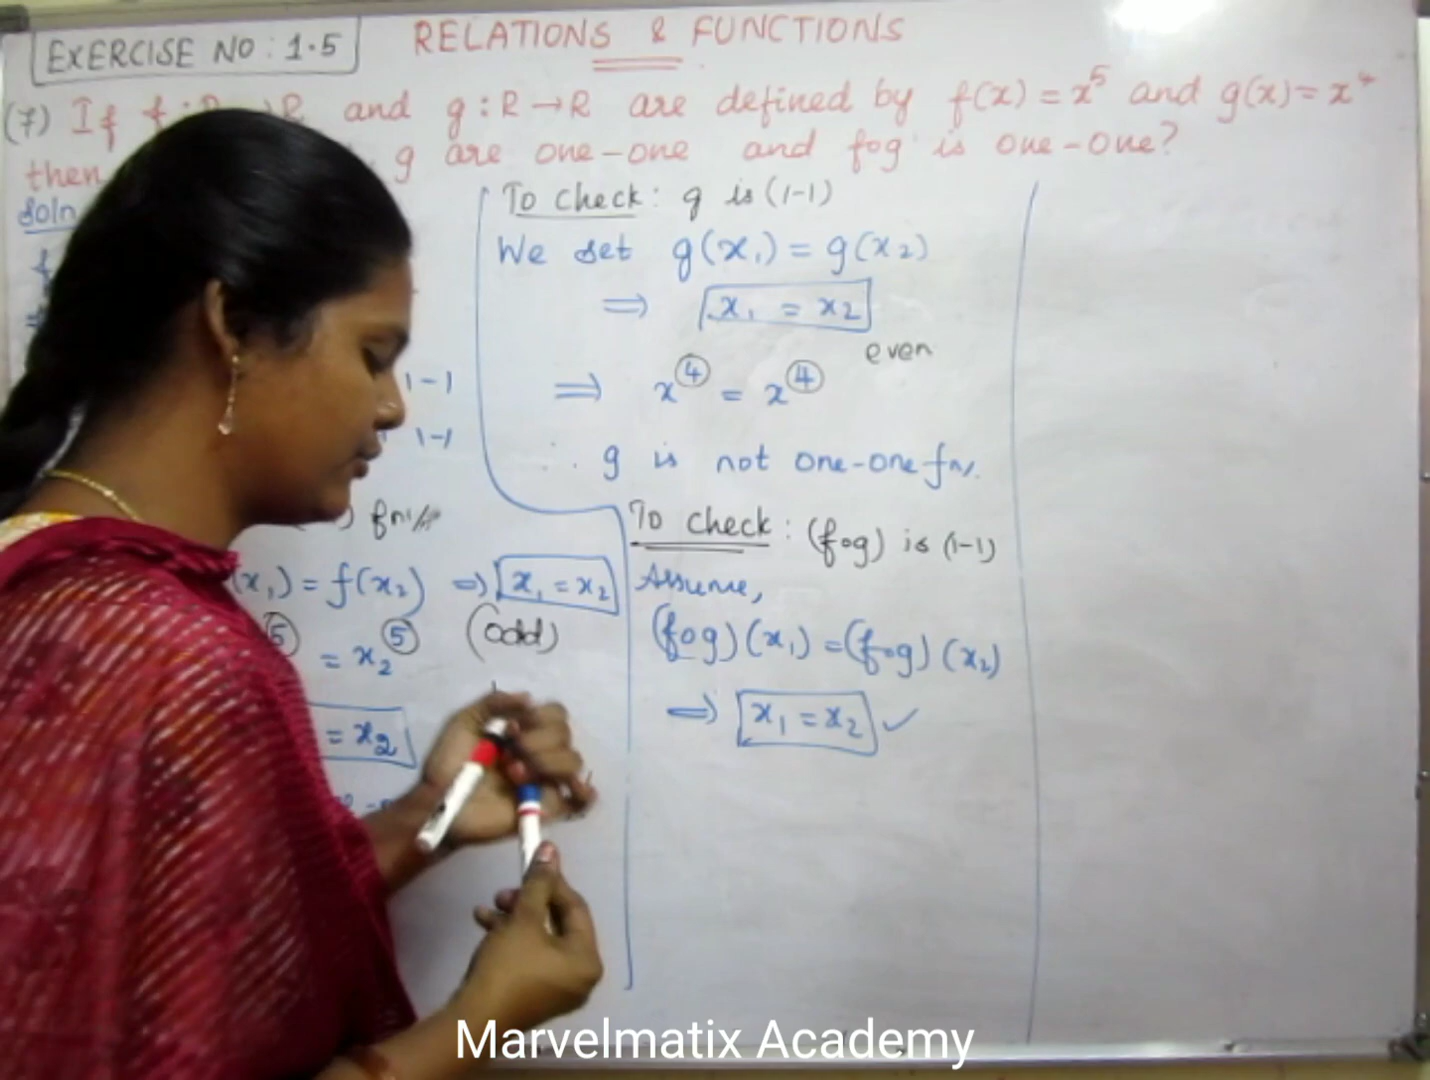 EXERCISE NO : 1.5
RELATIONS & FUNCTIONS
(7) If f : R → R and g : R → R are defined by f(x) = x⁵ and g(x) = x⁴
then g are one-one and fog is one-one?
Soln
1-1
1-1
fn
(x₁) = f(x₂) ⇒ x₁ = x₂
⑤ = x₂⑤ (odd)
= x₂
To check : g is (1-1)
We set g(x₁) = g(x₂)
⇒ x₁ = x₂
even
⇒ x④ = x④
∴ g is not one-one fn.
To check : (fog) is (1-1)
Assume,
(fog)(x₁) = (fog)(x₂)
⇒ x₁ = x₂ ✓
Marvelmatix Academy